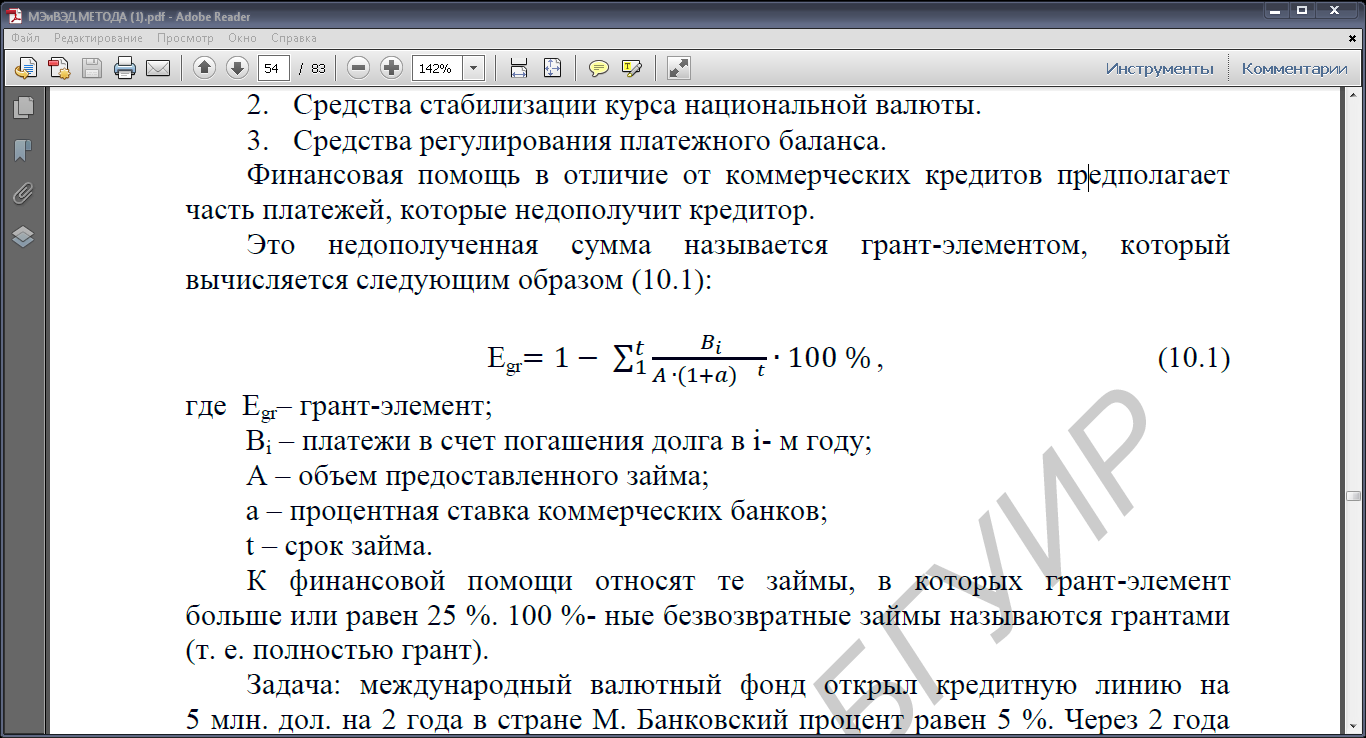 МЭиВЭД МЕТОДА (1).pdf - Adobe Reader
Файл Редактирование Просмотр Окно Справка
54 / 83 142% Инструменты Комментарии
2. Средства стабилизации курса национальной валюты.
3. Средства регулирования платежного баланса.
Финансовая помощь в отличие от коммерческих кредитов предполагает
часть платежей, которые недополучит кредитор.
Это недополученная сумма называется грант-элементом, который
вычисляется следующим образом (10.1):
E_gr= 1 − ∑₁ᵗ B_i / A ·(1+a) ᵗ · 100 % , (10.1)
где E_gr– грант-элемент;
B_i – платежи в счет погашения долга в i- м году;
А – объем предоставленного займа;
а – процентная ставка коммерческих банков;
t – срок займа.
К финансовой помощи относят те займы, в которых грант-элемент
больше или равен 25 %. 100 %- ные безвозвратные займы называются грантами
(т. е. полностью грант).
Задача: международный валютный фонд открыл кредитную линию на
5 млн. дол. на 2 года в стране М. Банковский процент равен 5 %. Через 2 года
БГУИР